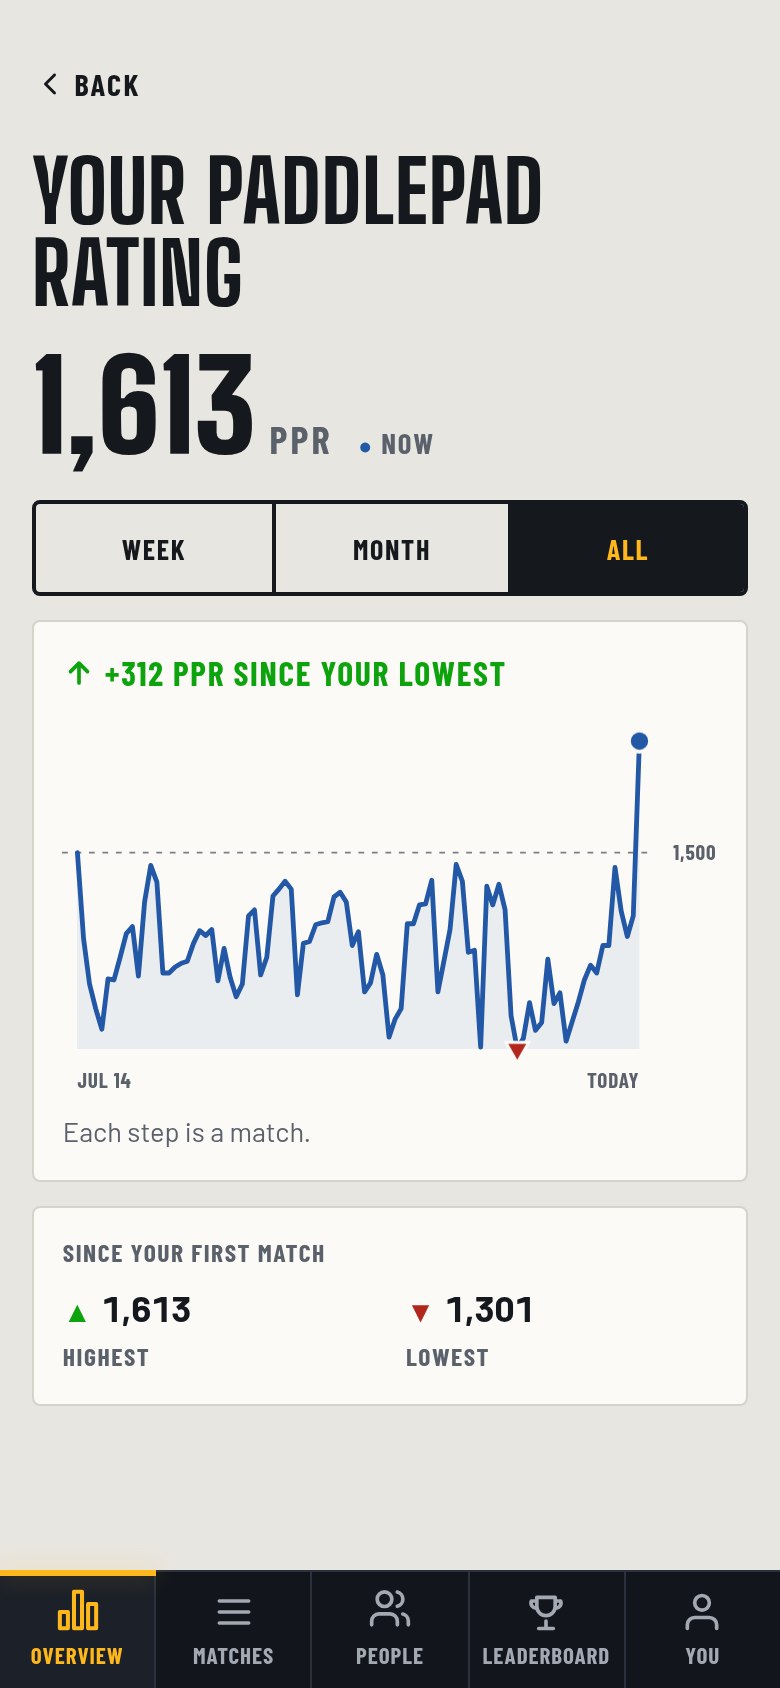 BACK
YOUR PADDLEPAD
RATING
1,613 PPR • NOW
WEEK MONTH ALL
↑ +312 PPR SINCE YOUR LOWEST
1,500
JUL 14 TODAY
Each step is a match.
SINCE YOUR FIRST MATCH
▲ 1,613 ▼ 1,301
HIGHEST LOWEST
OVERVIEW MATCHES PEOPLE LEADERBOARD YOU